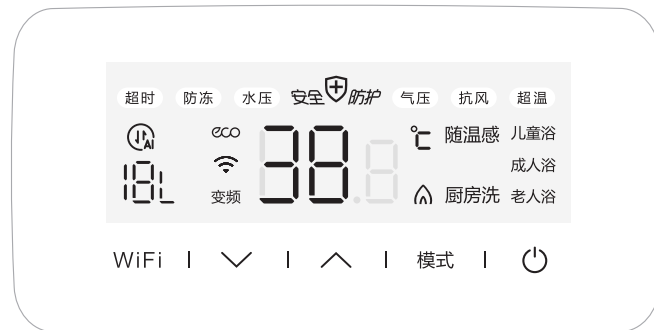 超时 防冻 水压 安全防护 气压 抗风 超温
AI eco 38 ℃ 随温感 儿童浴
成人浴
18L 变频 厨房洗 老人浴
WiFi 模式